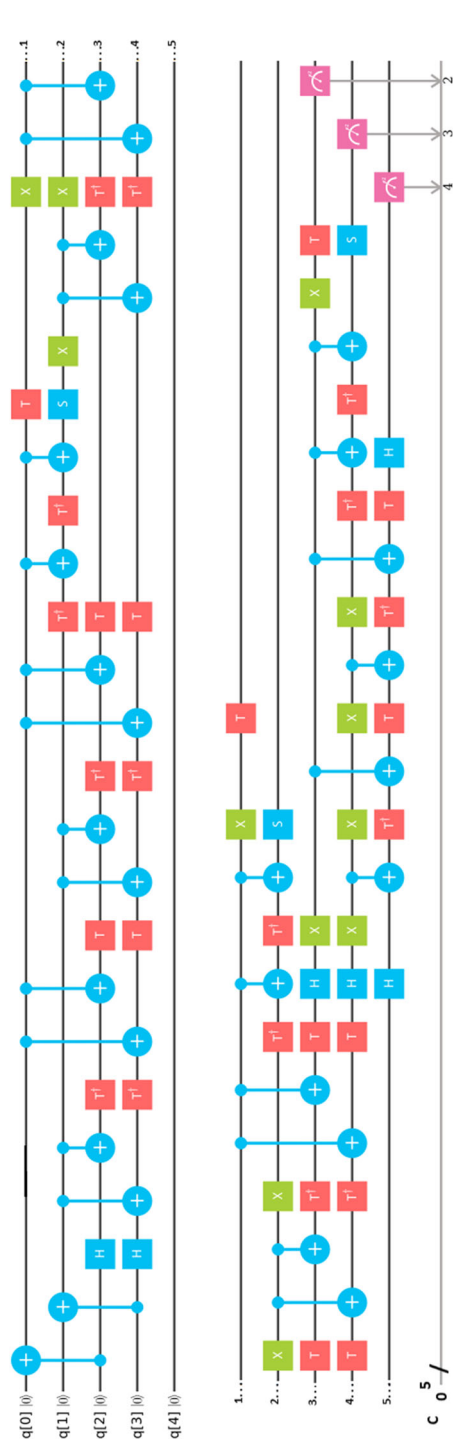 q[0] |0⟩ + T X ...1
q[1] |0⟩ + T† + T† + S X X ...2
q[2] |0⟩ H + T† + T + T† + T + T† + ...3
q[3] |0⟩ H + T† + T + T† + T + T† + ...4
q[4] |0⟩ ...5
1... X T
2... X X T† + T† + S
3... T + T† + T H X X T z
4... T + T† + T H X X X X T† + T† + S z
5... H + T† + T + T† + T H z
c 5
0 4 3 2